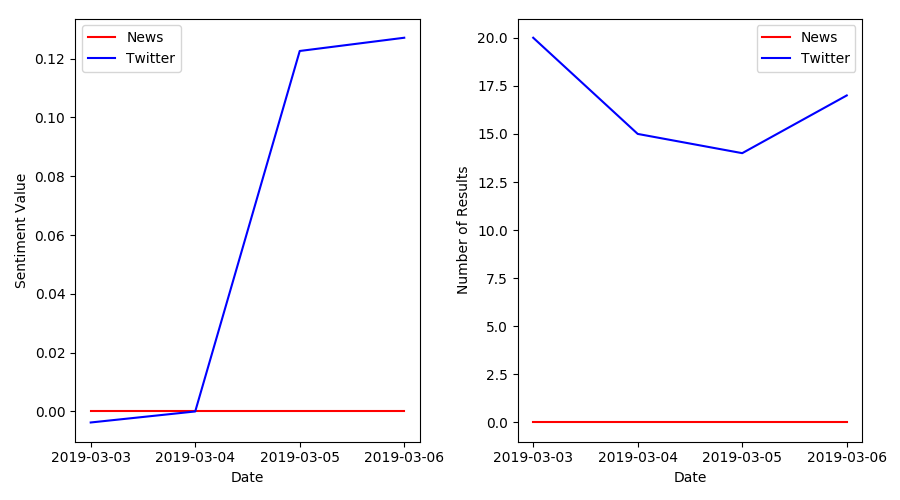 News
Twitter
0.12
0.10
0.08
0.06
0.04
0.02
0.00
Sentiment Value
2019-03-03 2019-03-04 2019-03-05 2019-03-06
Date
News
Twitter
20.0
17.5
15.0
12.5
10.0
7.5
5.0
2.5
0.0
Number of Results
2019-03-03 2019-03-04 2019-03-05 2019-03-06
Date